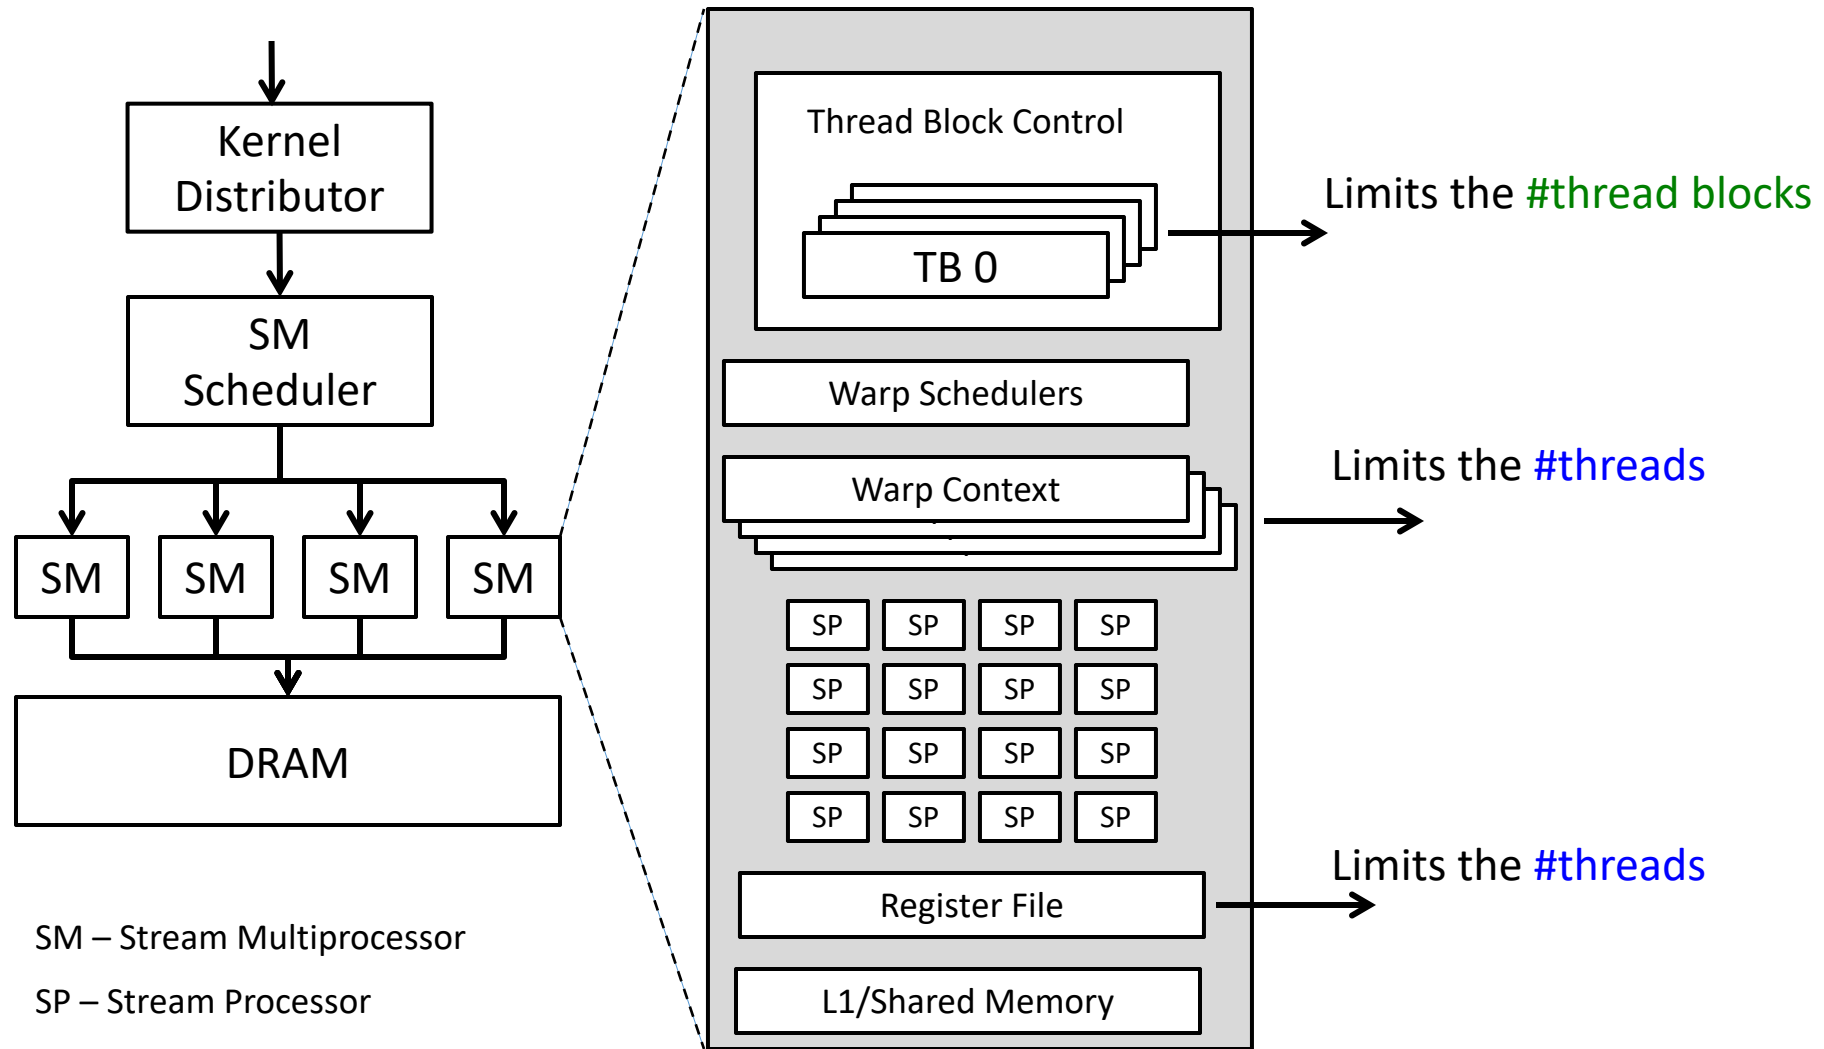 Kernel
Distributor
SM
Scheduler
SM SM SM SM
DRAM
SM – Stream Multiprocessor
SP – Stream Processor
Thread Block Control
TB 0
Limits the #thread blocks
Warp Schedulers
Warp Context
Limits the #threads
SP SP SP SP
SP SP SP SP
SP SP SP SP
SP SP SP SP
Register File
Limits the #threads
L1/Shared Memory